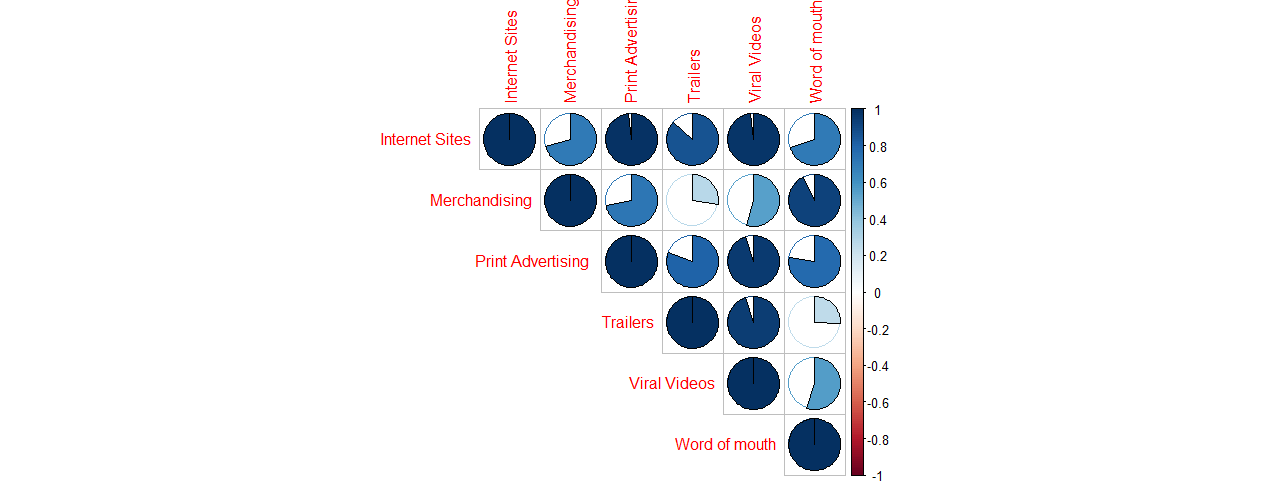 Internet Sites
Merchandising
Print Advertisin
Trailers
Viral Videos
Word of mouth
Internet Sites
Merchandising
Print Advertising
Trailers
Viral Videos
Word of mouth
1
0.8
0.6
0.4
0.2
0
-0.2
-0.4
-0.6
-0.8
-1